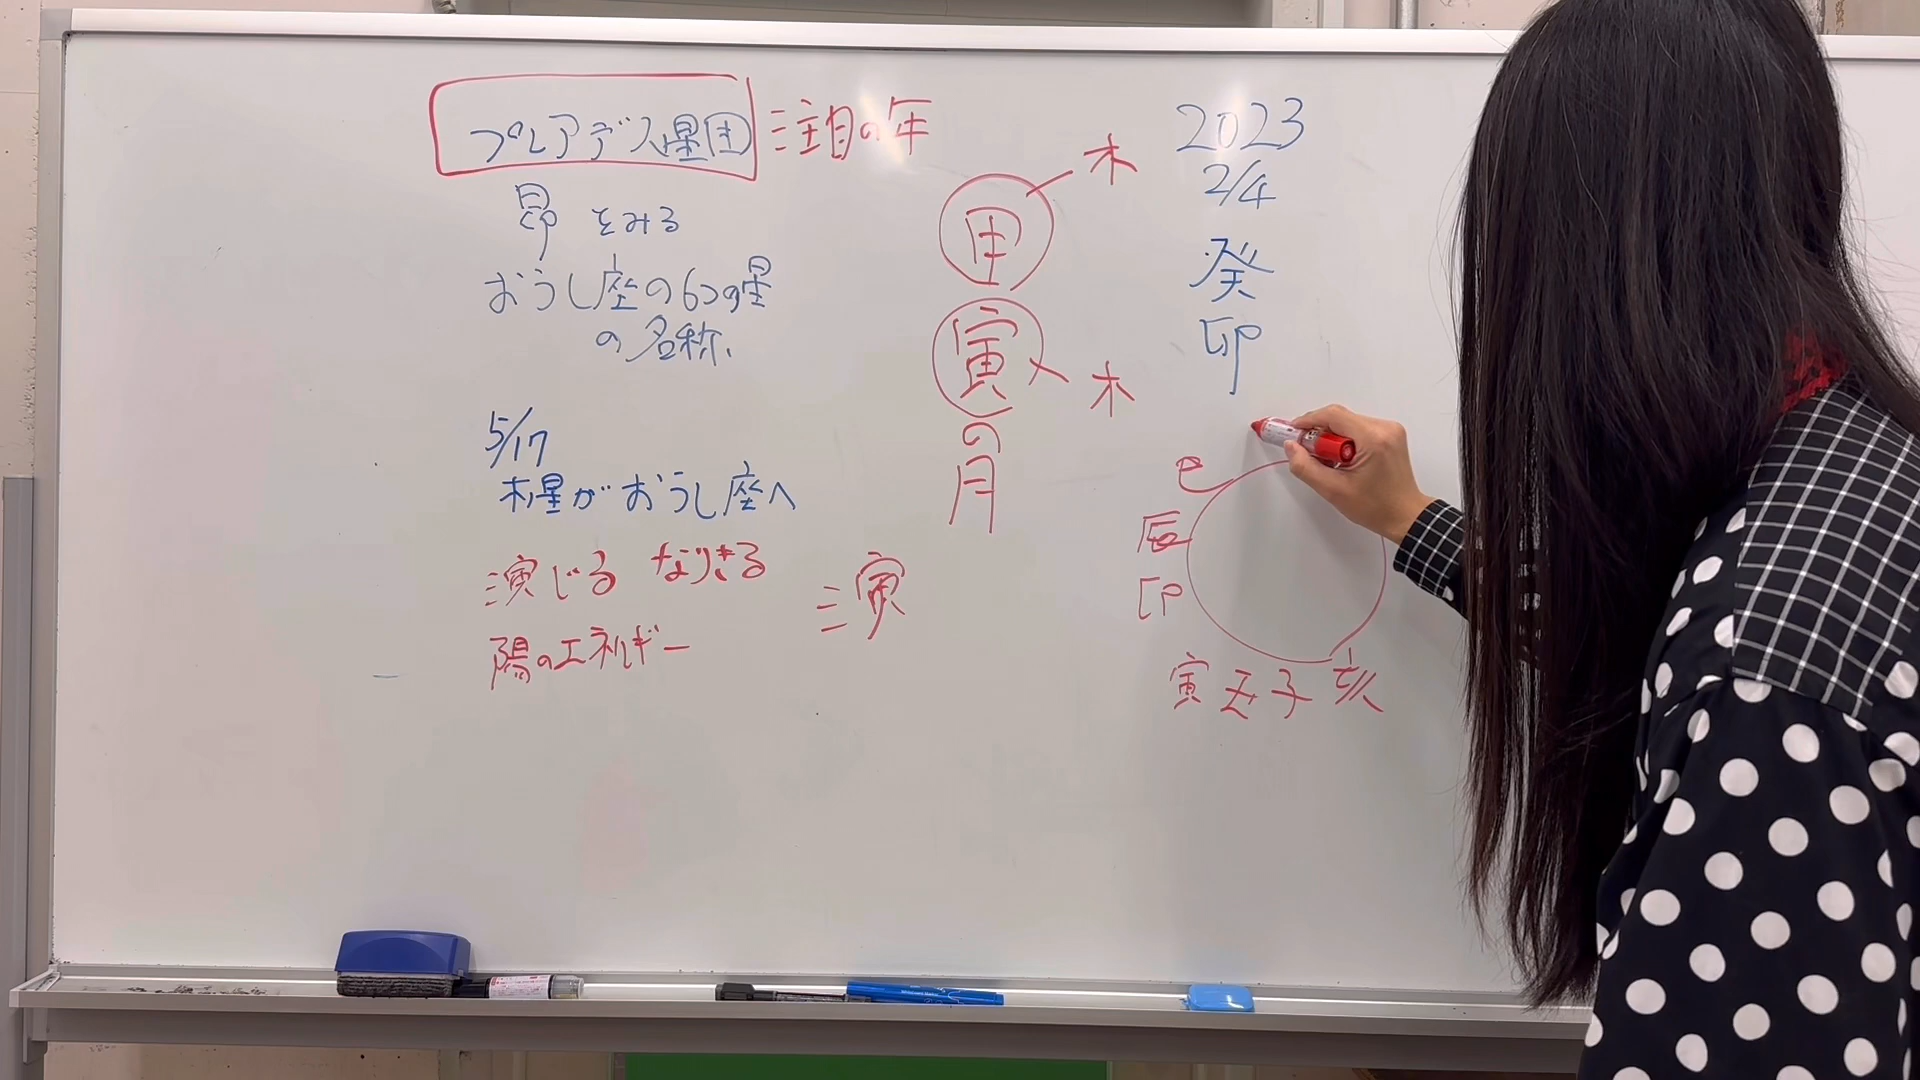 プレアデス星団 注目の年
昴 をみる
おうし座の6つの星
の名称
5/17
木星がおうし座へ
演じる なりきる
陽のエネルギー
演
甲
寅
の
月
木
木
2023
2/4
癸
卯
巳
辰
卯
寅丑子亥